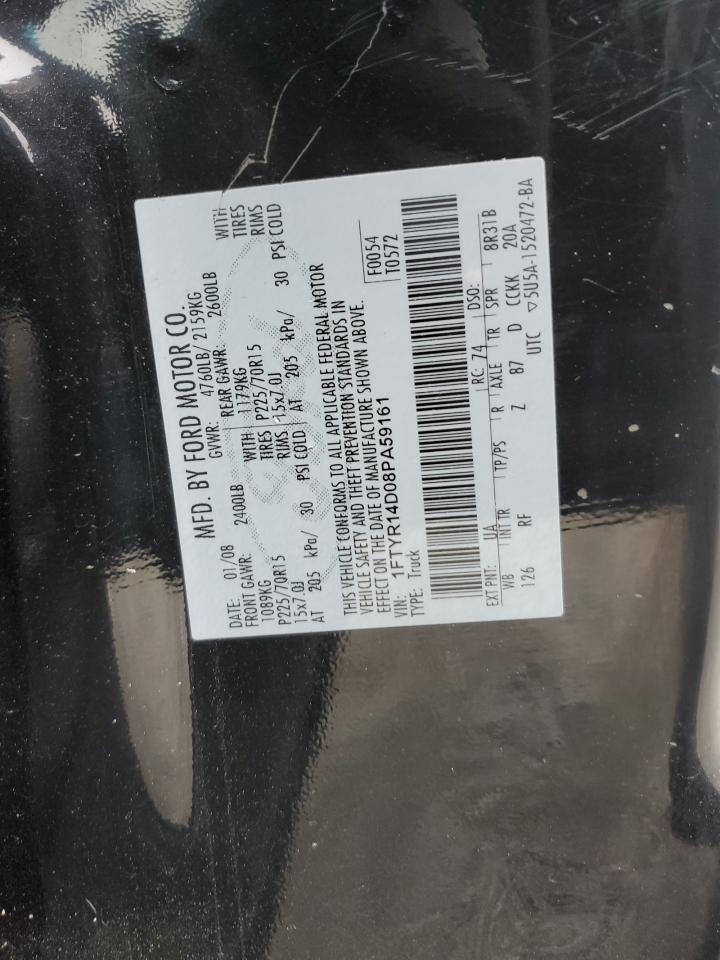 MFD. BY FORD MOTOR CO.
DATE: 01/08 GVWR: 4760LB/ 2159KG
FRONT GAWR: 2400LB REAR GAWR: 2600LB
1089KG WITH 1179KG WITH
P225/70R15 TIRES P225/70R15 TIRES
15x7.0J RIMS 15x7.0J RIMS
AT 205 kPa/ 30 PSI COLD AT 205 kPa/ 30 PSI COLD
THIS VEHICLE CONFORMS TO ALL APPLICABLE FEDERAL MOTOR
VEHICLE SAFETY AND THEFT PREVENTION STANDARDS IN
EFFECT ON THE DATE OF MANUFACTURE SHOWN ABOVE.
VIN: 1FTYR14D08PA59161 F0054
TYPE: Truck T0572
EXT PNT: UA RC: 74 DSO:
WB INT TR TP/PS R AXLE TR SPR 8R31B
126 RF Z 87 D CCKK 20A
UTC ▽5U5A-1520472-BA